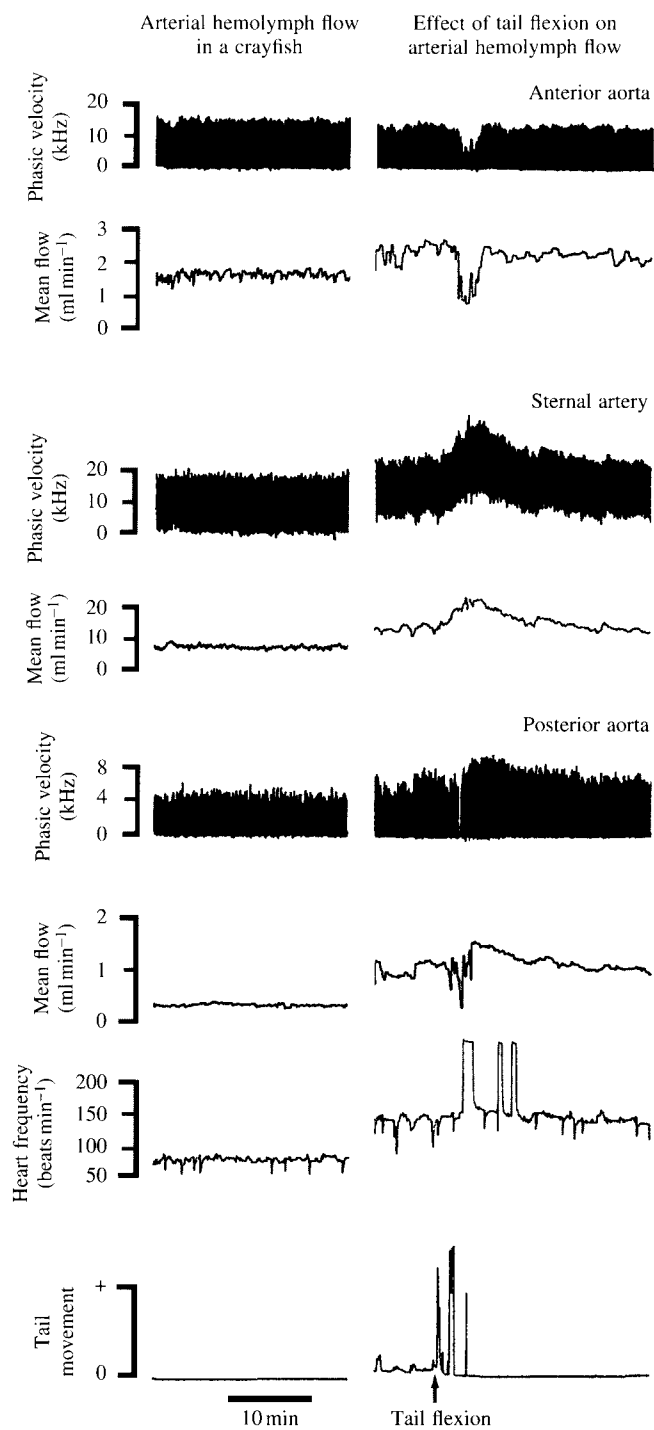 Arterial hemolymph flow
in a crayfish
Effect of tail flexion on
arterial hemolymph flow
Anterior aorta
Phasic velocity
(kHz)
20
10
0
Mean flow
(ml min⁻¹)
3
2
1
0
Sternal artery
Phasic velocity
(kHz)
20
10
0
Mean flow
(ml min⁻¹)
20
10
0
Posterior aorta
Phasic velocity
(kHz)
8
4
0
Mean flow
(ml min⁻¹)
2
1
0
Heart frequency
(beats min⁻¹)
200
150
100
50
Tail
movement
+
0
10 min
Tail flexion